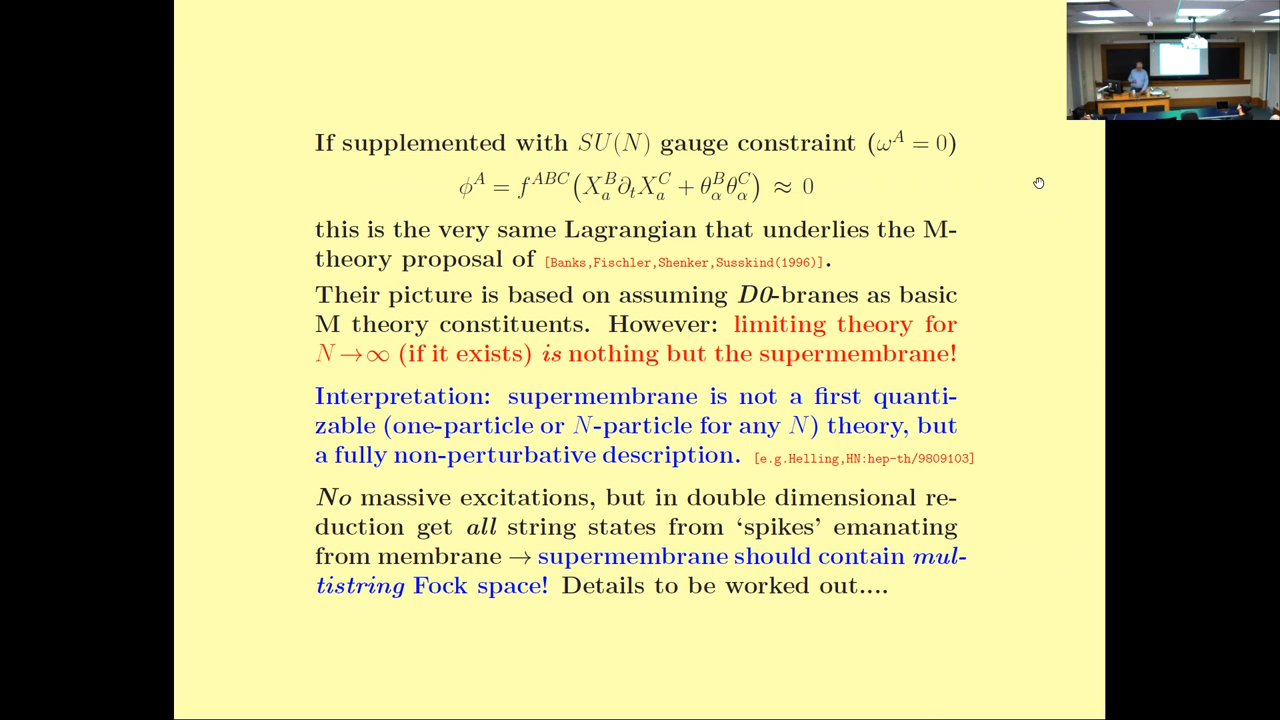 If supplemented with SU(N) gauge constraint (ω^A = 0)
ϕ^A = f^{ABC}(X_a^B ∂_t X_a^C + θ_α^B θ_α^C) ≈ 0
this is the very same Lagrangian that underlies the M-
theory proposal of [Banks,Fischler,Shenker,Susskind(1996)].
Their picture is based on assuming D0-branes as basic
M theory constituents. However: limiting theory for
N→∞ (if it exists) is nothing but the supermembrane!
Interpretation: supermembrane is not a first quanti-
zable (one-particle or N-particle for any N) theory, but
a fully non-perturbative description. [e.g.Helling,HN:hep-th/9809103]
No massive excitations, but in double dimensional re-
duction get all string states from ‘spikes’ emanating
from membrane → supermembrane should contain mul-
tistring Fock space! Details to be worked out....